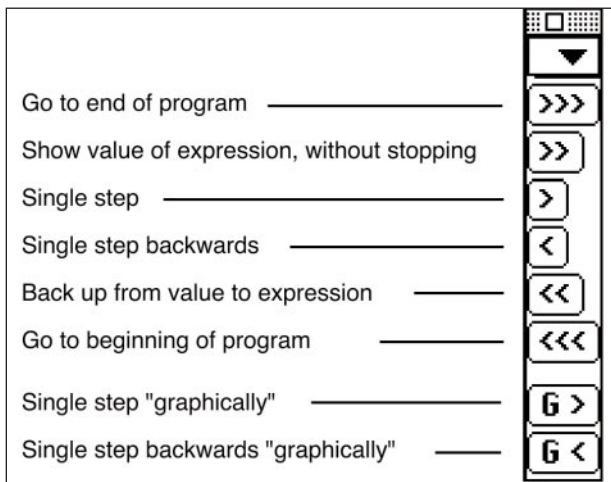 Go to end of program >>>
Show value of expression, without stopping >>
Single step >
Single step backwards <
Back up from value to expression <<
Go to beginning of program <<<
Single step "graphically" G >
Single step backwards "graphically" G <